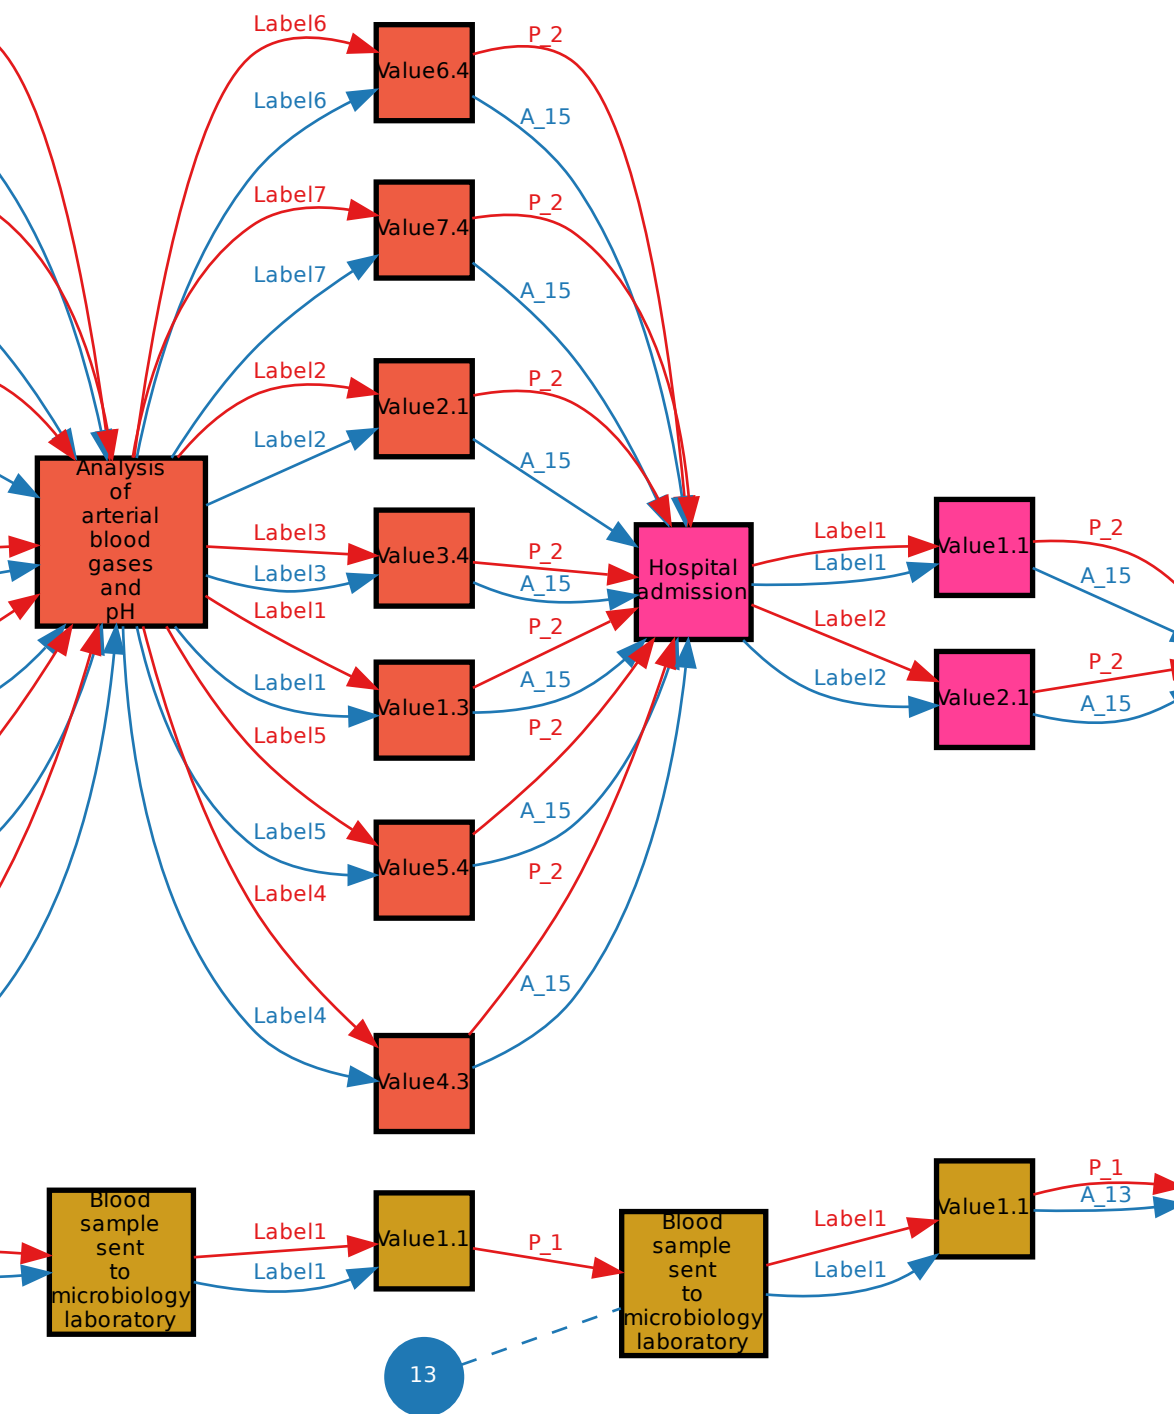 Label6
P_2
Value6.4
Label6
A_15
Label7
P_2
Value7.4
Label7
A_15
Label2
P_2
Value2.1
Label2
A_15
Analysis
of
arterial
blood
gases
and
pH
Label3
P_2
Value3.4
Label3
A_15
Label1
P_2
Value1.3
Label1
A_15
Label5
P_2
Value5.4
Label5
A_15
Label4
P_2
Value4.3
Label4
A_15
Hospital
admission
Label1
Label1
Value1.1
P_2
A_15
Label2
Label2
Value2.1
P_2
A_15
Blood
sample
sent
to
microbiology
laboratory
Label1
Label1
Value1.1
P_1
13
Blood
sample
sent
to
microbiology
laboratory
Label1
Label1
Value1.1
P_1
A_13